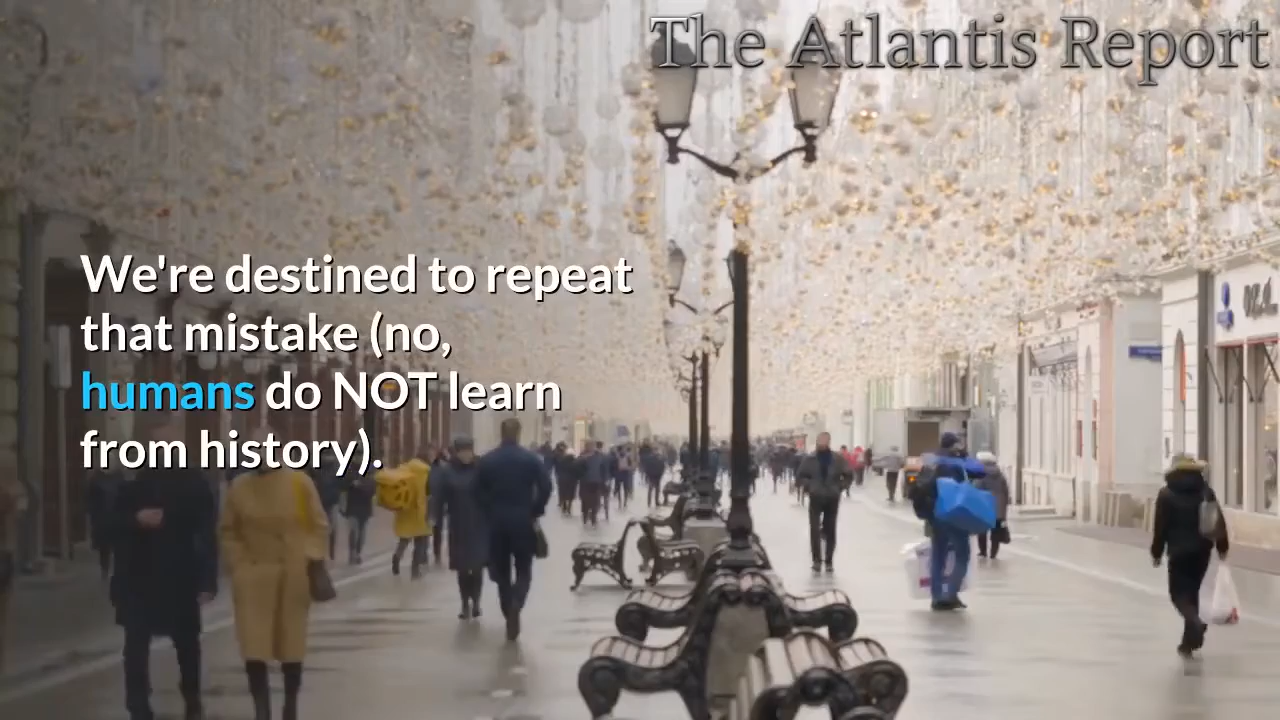 The Atlantis Report
We're destined to repeat
that mistake (no,
humans do NOT learn
from history).